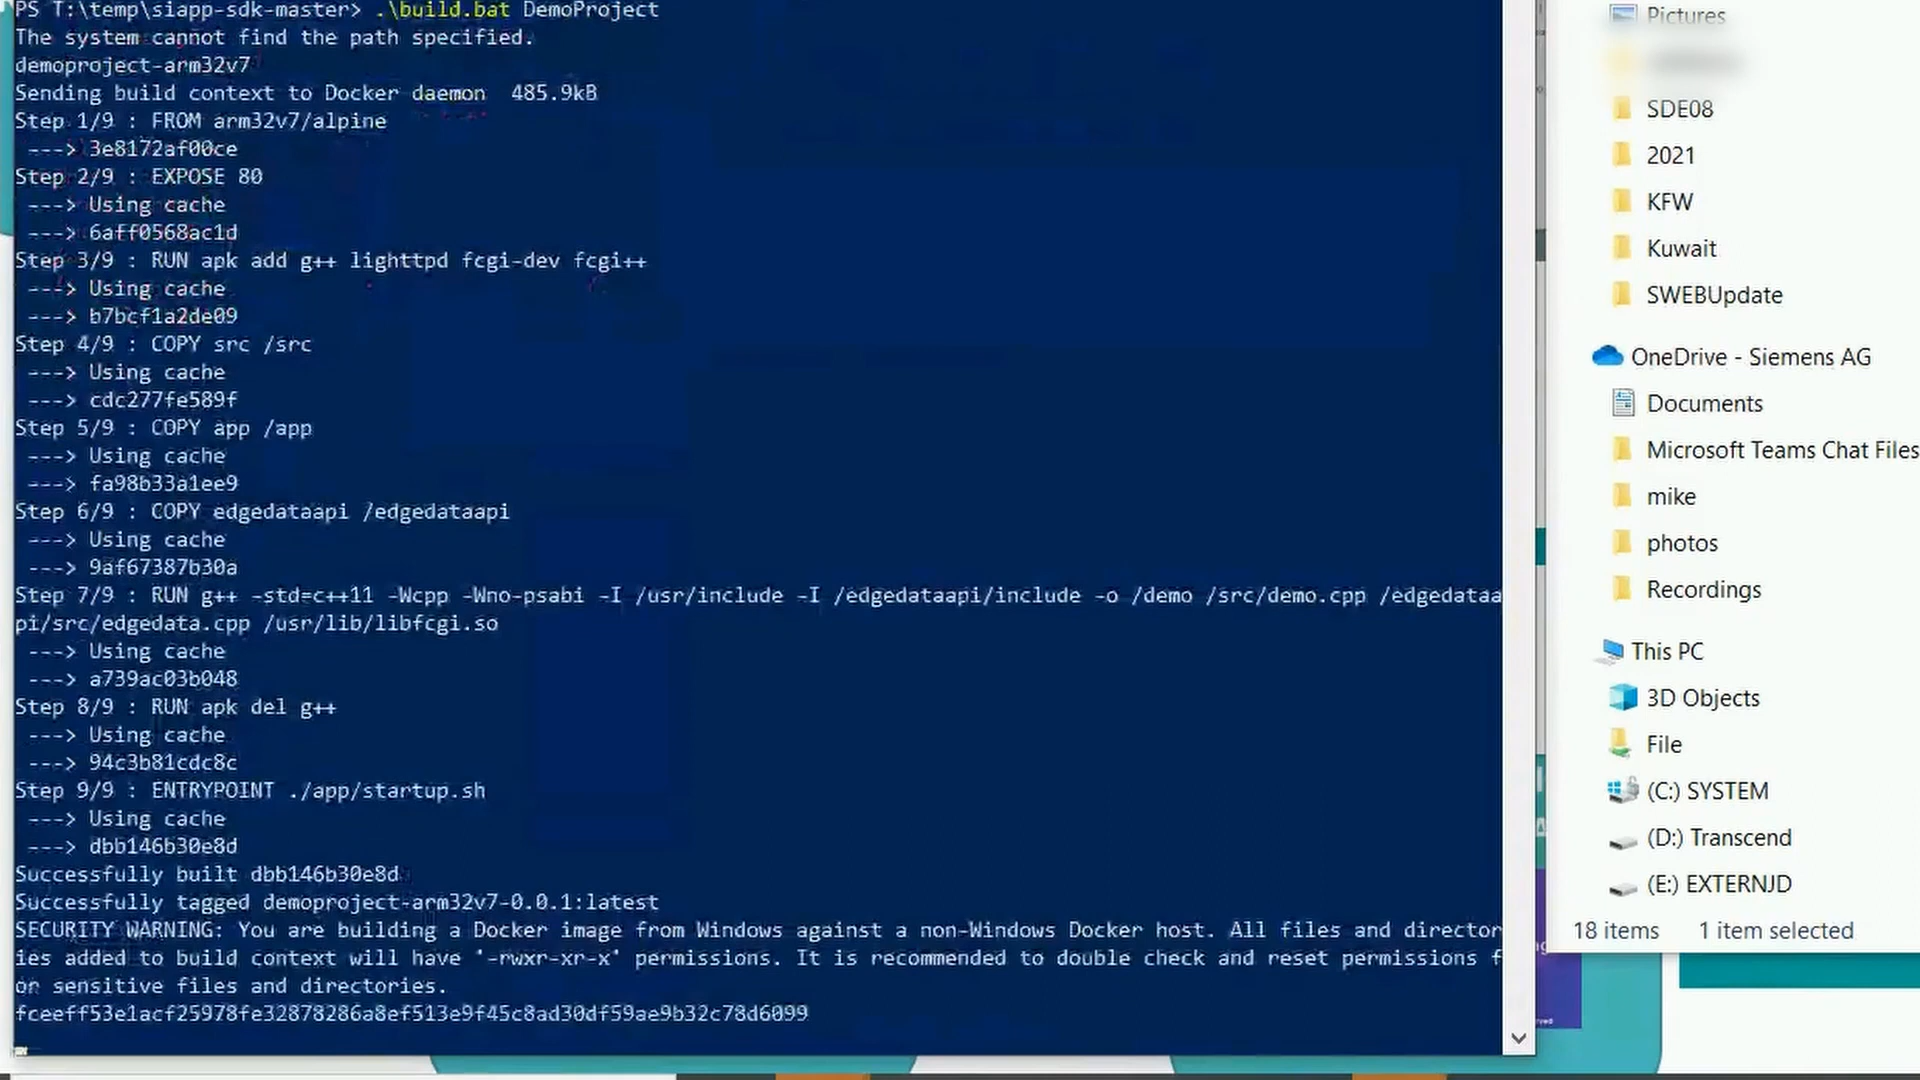 PS T:\temp\siapp-sdk-master> .\build.bat DemoProject
The system cannot find the path specified.
demoproject-arm32v7
Sending build context to Docker daemon  485.9kB
Step 1/9 : FROM arm32v7/alpine
 ---> 3e8172af00ce
Step 2/9 : EXPOSE 80
 ---> Using cache
 ---> 6aff0568ac1d
Step 3/9 : RUN apk add g++ lighttpd fcgi-dev fcgi++
 ---> Using cache
 ---> b7bcf1a2de09
Step 4/9 : COPY src /src
 ---> Using cache
 ---> cdc277fe589f
Step 5/9 : COPY app /app
 ---> Using cache
 ---> fa98b33a1ee9
Step 6/9 : COPY edgedataapi /edgedataapi
 ---> Using cache
 ---> 9af67387b30a
Step 7/9 : RUN g++ -std=c++11 -Wcpp -Wno-psabi -I /usr/include -I /edgedataapi/include -o /demo /src/demo.cpp /edgedataa
pi/src/edgedata.cpp /usr/lib/libfcgi.so
 ---> Using cache
 ---> a739ac03b048
Step 8/9 : RUN apk del g++
 ---> Using cache
 ---> 94c3b81cdc8c
Step 9/9 : ENTRYPOINT ./app/startup.sh
 ---> Using cache
 ---> dbb146b30e8d
Successfully built dbb146b30e8d
Successfully tagged demoproject-arm32v7-0.0.1:latest
SECURITY WARNING: You are building a Docker image from Windows against a non-Windows Docker host. All files and director
ies added to build context will have '-rwxr-xr-x' permissions. It is recommended to double check and reset permissions f
or sensitive files and directories.
fceeff53e1acf25978fe32878286a8ef513e9f45c8ad30df59ae9b32c78d6099
Pictures
SDE08
2021
KFW
Kuwait
SWEBUpdate
OneDrive - Siemens AG
Documents
Microsoft Teams Chat Files
mike
photos
Recordings
This PC
3D Objects
File
(C:) SYSTEM
(D:) Transcend
(E:) EXTERNJD
18 items 1 item selected